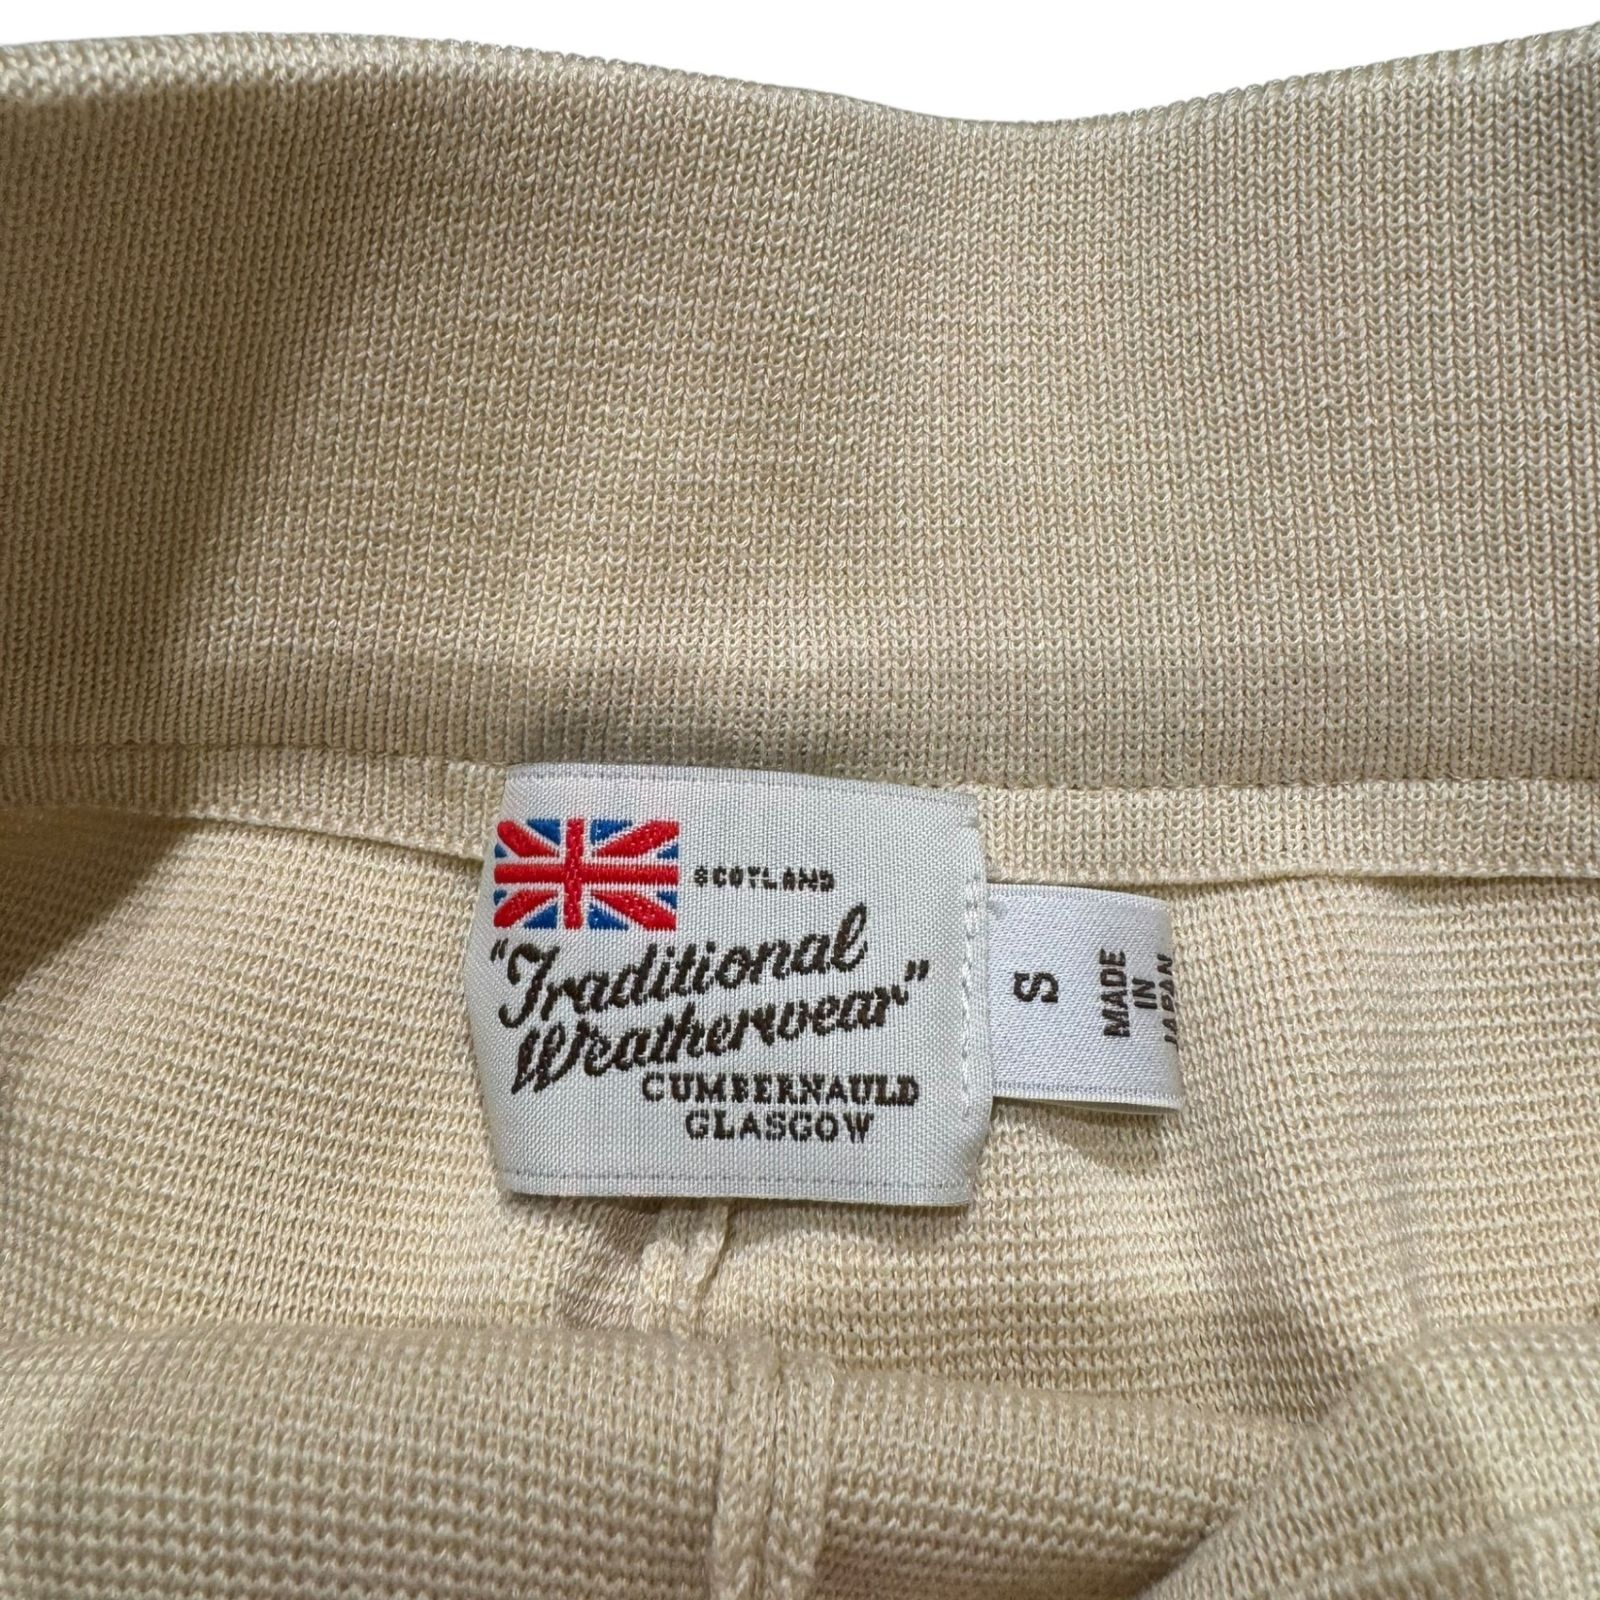 SCOTLAND
"Traditional
Weatherwear"
CUMBERNAULD
GLASGOW
S
MADE
IN
JAPAN